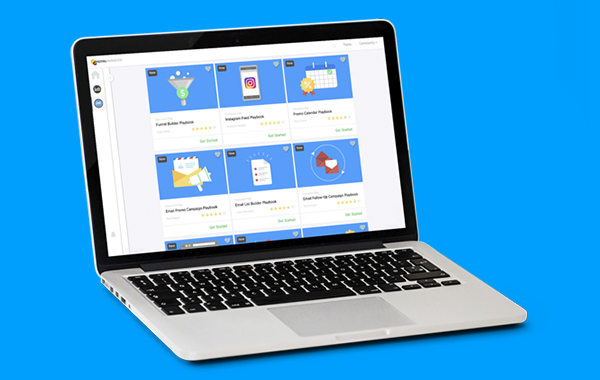 Tools
Community
New
New
New
Funnel Builder Playbook
Instagram Feed Playbook
Promo Calendar Playbook
Get Started
Get Started
Get Started
New
New
New
Email Promo Campaign Playbook
Email List Builder Playbook
Email Follow-Up Campaign Playbook
Get Started
Get Started
Get Started